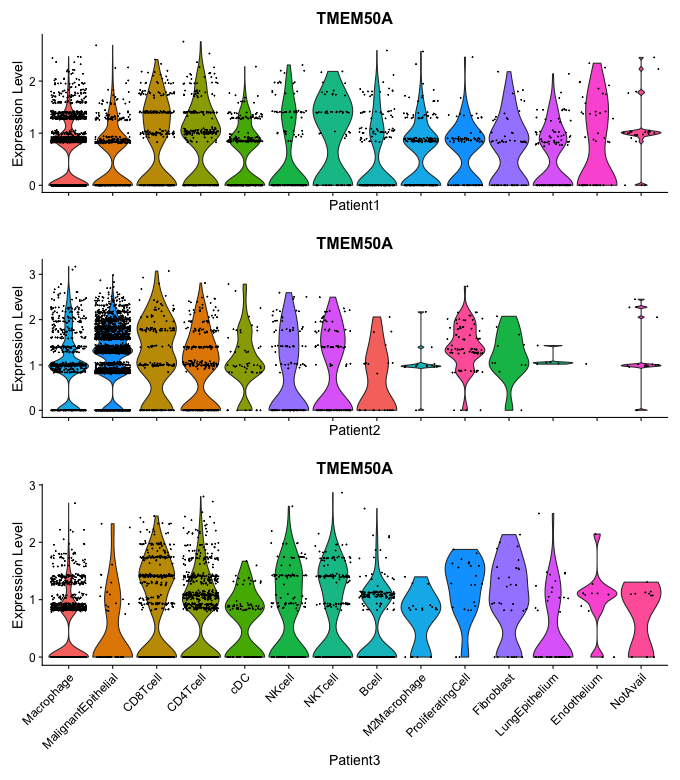 TMEM50A
Expression Level
2
1
0
Patient1
TMEM50A
Expression Level
3
2
1
0
Patient2
TMEM50A
Expression Level
3
2
1
0
Macrophage
MalignantEpithelial
CD8Tcell
CD4Tcell
cDC
NKcell
NKTcell
Bcell
M2Macrophage
ProliferatingCell
Fibroblast
LungEpithelium
Endothelium
NotAvail
Patient3